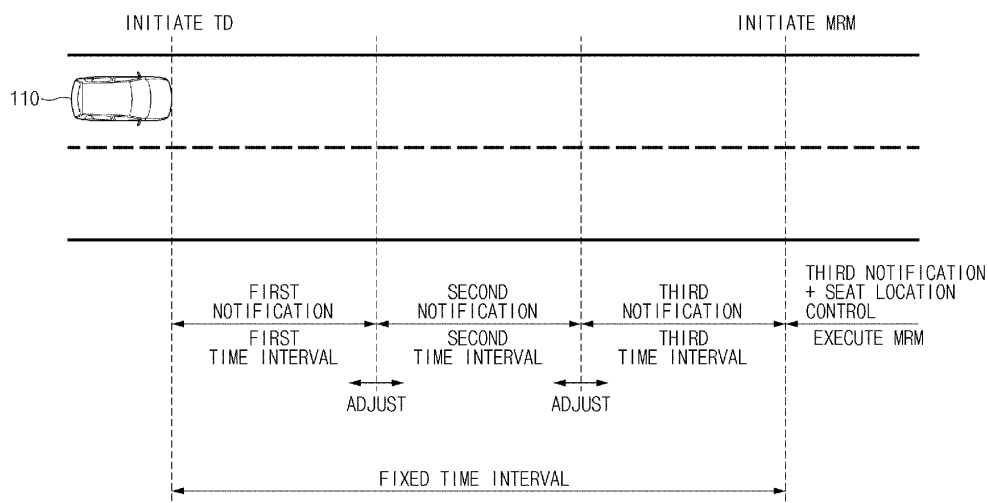 INITIATE TD
INITIATE MRM
110
FIRST
NOTIFICATION
FIRST
TIME INTERVAL
SECOND
NOTIFICATION
SECOND
TIME INTERVAL
THIRD
NOTIFICATION
THIRD
TIME INTERVAL
THIRD NOTIFICATION
+ SEAT LOCATION
CONTROL
EXECUTE MRM
ADJUST
ADJUST
FIXED TIME INTERVAL